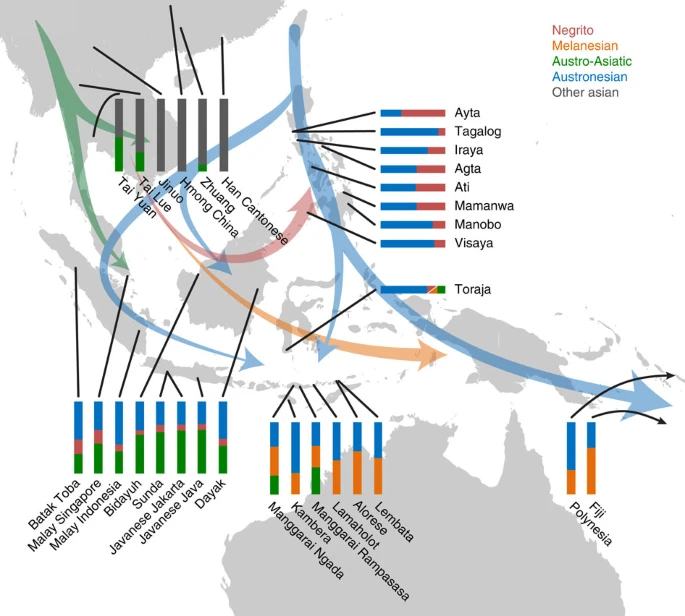 Negrito
Melanesian
Austro-Asiatic
Austronesian
Other asian
Ayta
Tagalog
Iraya
Agta
Ati
Mamanwa
Manobo
Visaya
Toraja
Tai Yuan
Tai Lue
Jinuo
Hmong China
Zhuang
Han Cantonese
Batak Toba
Malay Singapore
Malay Indonesia
Bidayuh
Sunda
Javanese Jakarta
Javanese Java
Dayak
Manggarai Ngada
Kambera
Manggarai Rampasasa
Lamaholot
Alorese
Lembata
Polynesia
Fiji